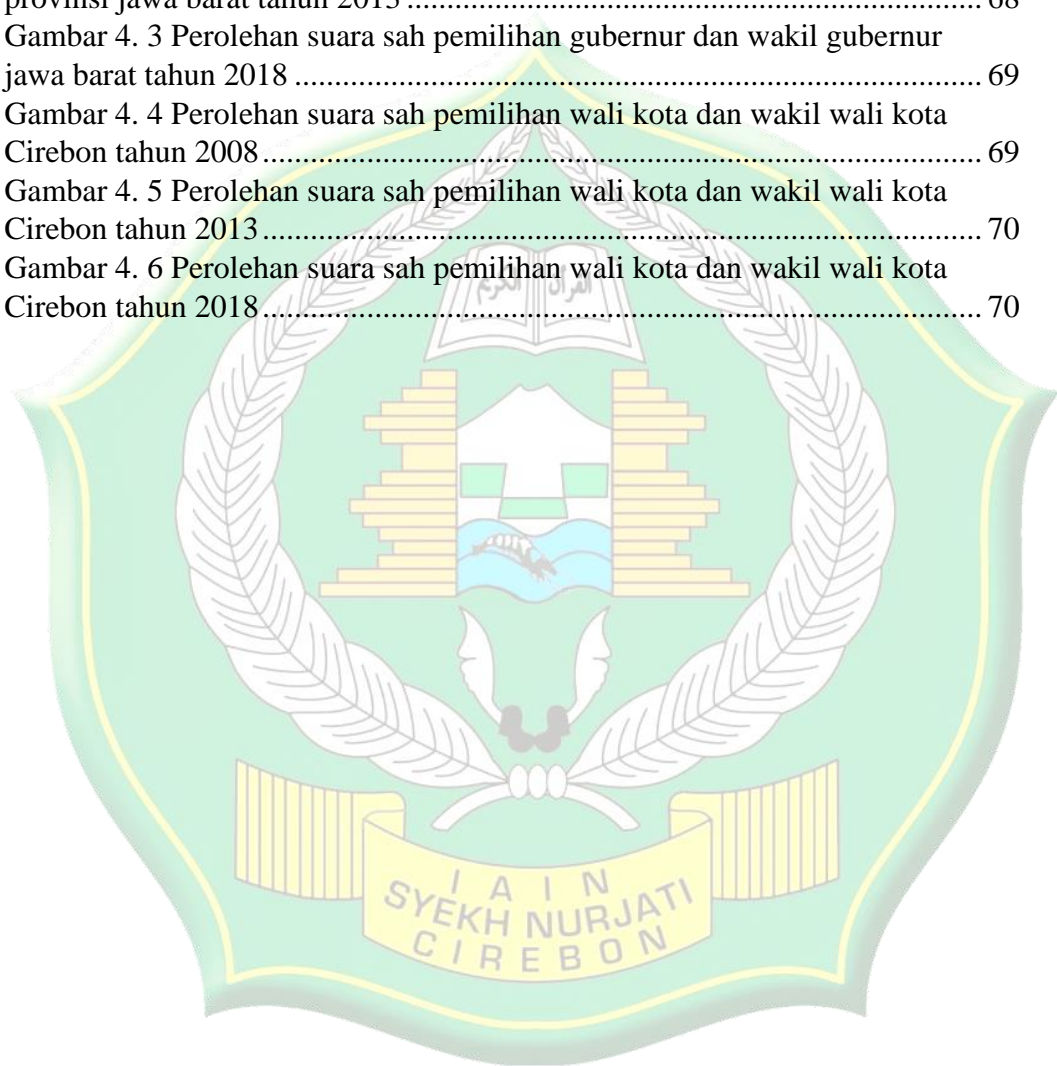 provinsi jawa barat tahun 2013 ............................................................. 68
Gambar 4. 3 Perolehan suara sah pemilihan gubernur dan wakil gubernur
jawa barat tahun 2018 ......................................................................... 69
Gambar 4. 4 Perolehan suara sah pemilihan wali kota dan wakil wali kota
Cirebon tahun 2008............................................................................. 69
Gambar 4. 5 Perolehan suara sah pemilihan wali kota dan wakil wali kota
Cirebon tahun 2013............................................................................. 70
Gambar 4. 6 Perolehan suara sah pemilihan wali kota dan wakil wali kota
Cirebon tahun 2018............................................................................. 70
القرآن الكريم
I A I N
SYEKH NURJATI
CIREBON